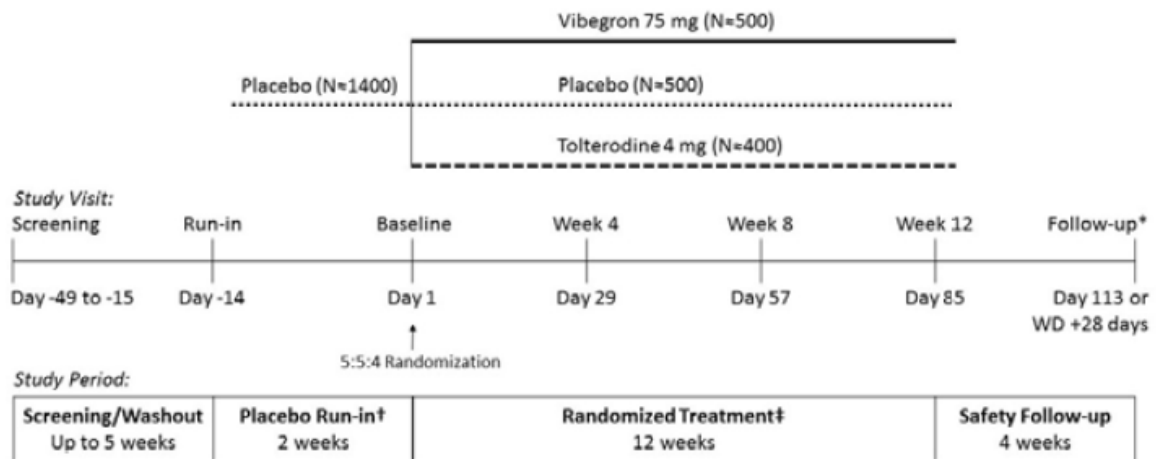 Vibegron 75 mg (N≈500)
Placebo (N≈1400)
Placebo (N≈500)
Tolterodine 4 mg (N≈400)
Study Visit:
Screening
Run-in
Baseline
Week 4
Week 8
Week 12
Follow-up*
Day -49 to -15
Day -14
Day 1
Day 29
Day 57
Day 85
Day 113 or
WD +28 days
5:5:4 Randomization
Study Period:
Screening/Washout
Up to 5 weeks
Placebo Run-in†
2 weeks
Randomized Treatment‡
12 weeks
Safety Follow-up
4 weeks